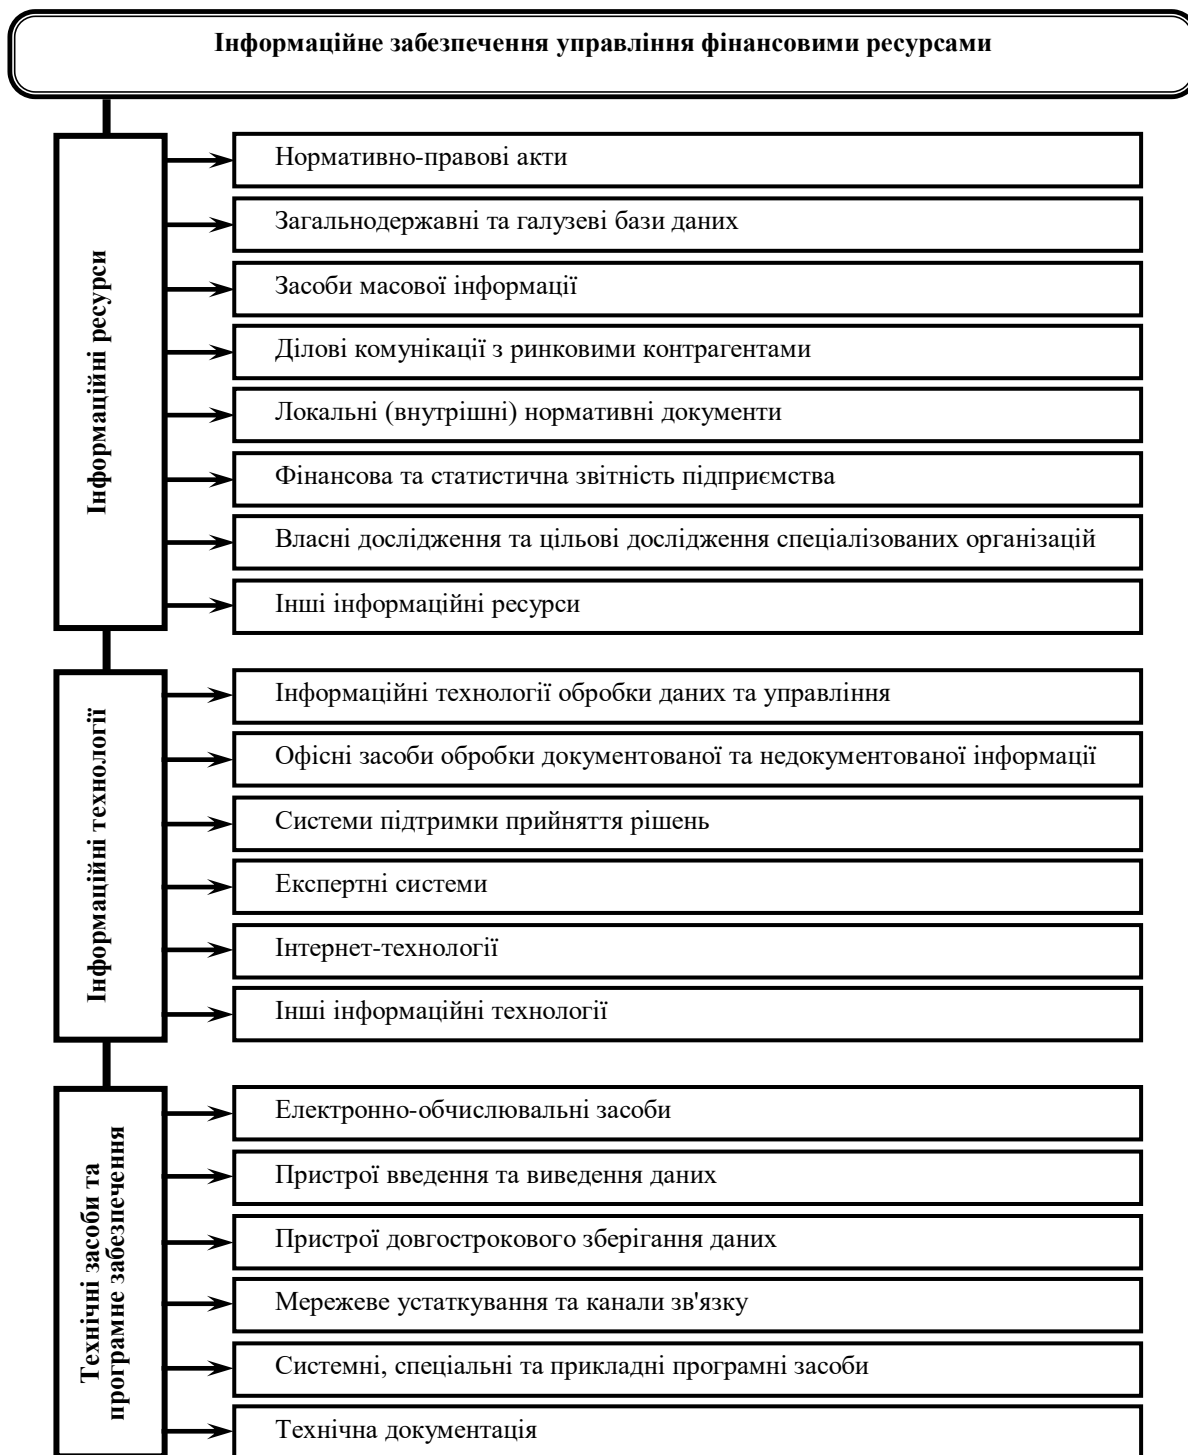 Інформаційне забезпечення управління фінансовими ресурсами
Інформаційні ресурси
Нормативно-правові акти
Загальнодержавні та галузеві бази даних
Засоби масової інформації
Ділові комунікації з ринковими контрагентами
Локальні (внутрішні) нормативні документи
Фінансова та статистична звітність підприємства
Власні дослідження та цільові дослідження спеціалізованих організацій
Інші інформаційні ресурси
Інформаційні технології
Інформаційні технології обробки даних та управління
Офісні засоби обробки документованої та недокументованої інформації
Системи підтримки прийняття рішень
Експертні системи
Інтернет-технології
Інші інформаційні технології
Технічні засоби та
програмне забезпечення
Електронно-обчислювальні засоби
Пристрої введення та виведення даних
Пристрої довгострокового зберігання даних
Мережеве устаткування та канали зв'язку
Системні, спеціальні та прикладні програмні засоби
Технічна документація